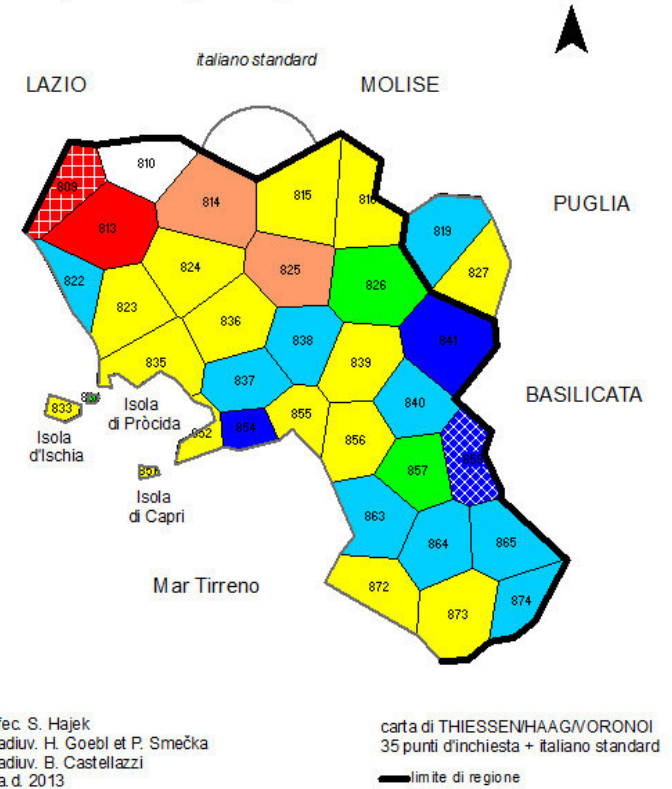 italiano standard
LAZIO
MOLISE
PUGLIA
BASILICATA
809
810
813
814
815
816
819
822
823
824
825
826
827
833
835
836
837
838
839
840
841
852
854
855
856
857
863
864
865
872
873
874
Isola
d'Ischia
Isola
di Pròcida
Isola
di Capri
Mar Tirreno
fec. S. Hajek
adiuv. H. Goebl et P. Smečka
adiuv. B. Castellazzi
a.d. 2013
carta di THIESSEN/HAAG/VORONOI
35 punti d'inchiesta + italiano standard
limite di regione